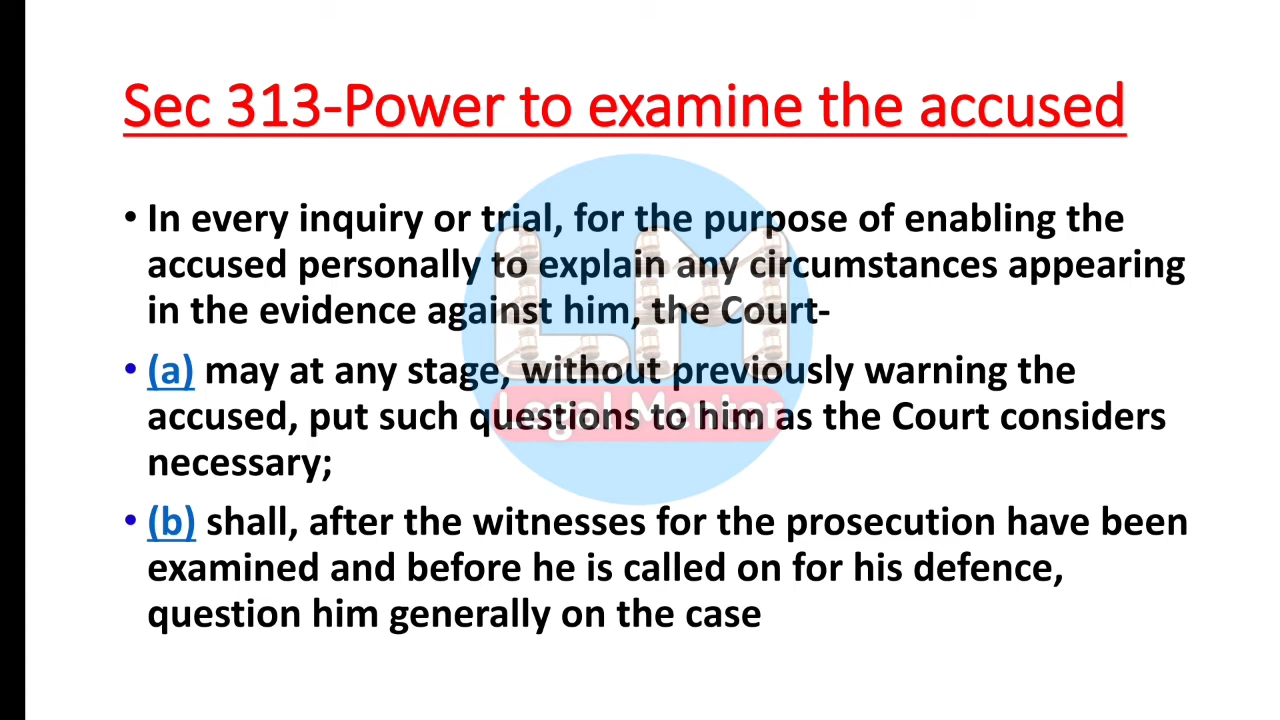 Sec 313-Power to examine the accused
• In every inquiry or trial, for the purpose of enabling the
accused personally to explain any circumstances appearing
in the evidence against him, the Court-
• (a) may at any stage, without previously warning the
accused, put such questions to him as the Court considers
necessary;
• (b) shall, after the witnesses for the prosecution have been
examined and before he is called on for his defence,
question him generally on the case
LM
Legal Mentor